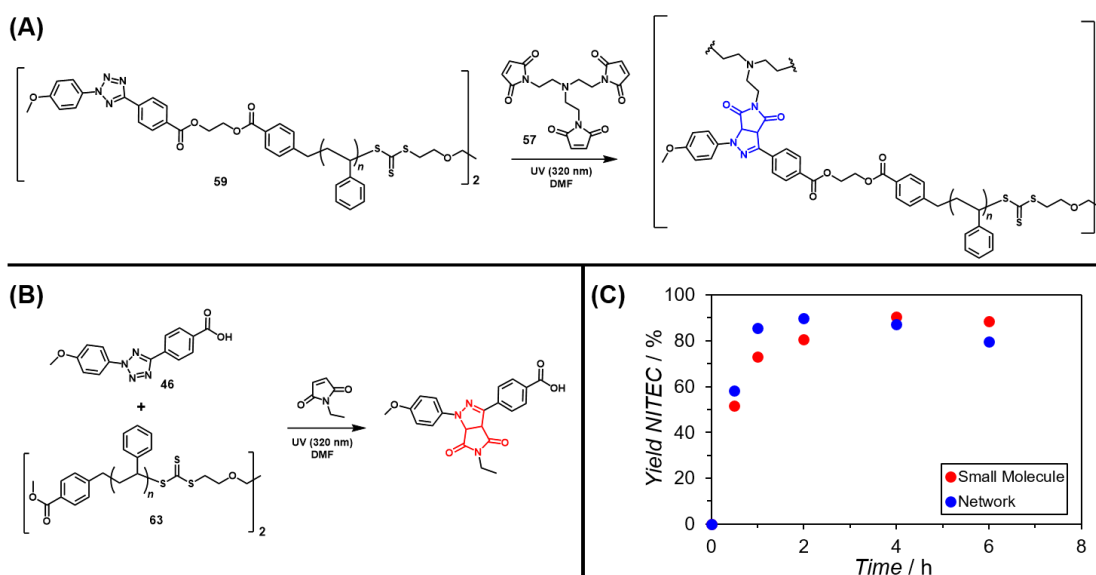 (A)
O
O
N
O
N
O
N
N
N
N
N
O
O
O
O
O
n
S
S
S
O
2
59
N
O
O
57
UV (320 nm)
DMF
N
N
O
O
O
N
N
O
O
O
O
n
S
S
S
O
2
(B)
O
OH
O
N
N
N
N
46
+
O
O
n
S
S
S
O
2
63
O
N
O
UV (320 nm)
DMF
O
OH
O
N
N
O
O
N
(C)
Yield NITEC / %
100
80
60
40
20
0
0
2
4
6
8
Time / h
Small Molecule
Network